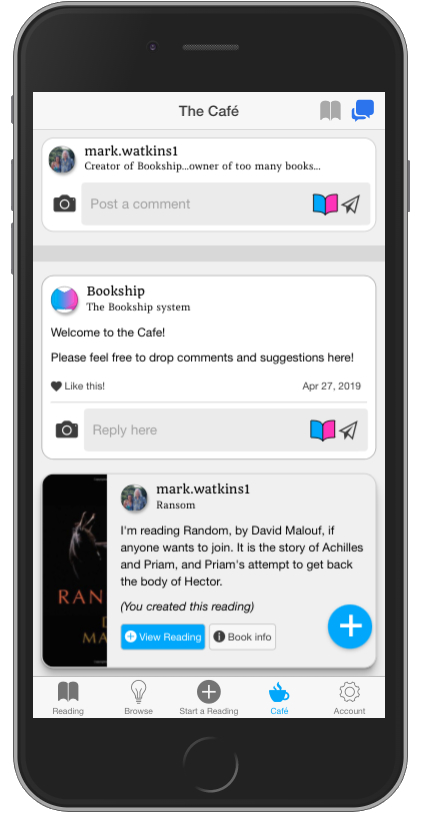 The Café
mark.watkins1
Creator of Bookship...owner of too many books...
Post a comment
Bookship
The Bookship system
Welcome to the Cafe!
Please feel free to drop comments and suggestions here!
Like this!
Apr 27, 2019
Reply here
mark.watkins1
Ransom
I'm reading Random, by David Malouf, if
anyone wants to join. It is the story of Achilles
and Priam, and Priam's attempt to get back
the body of Hector.
(You created this reading)
View Reading
Book info
RAN
D
MA
Reading
Browse
Start a Reading
Café
Account